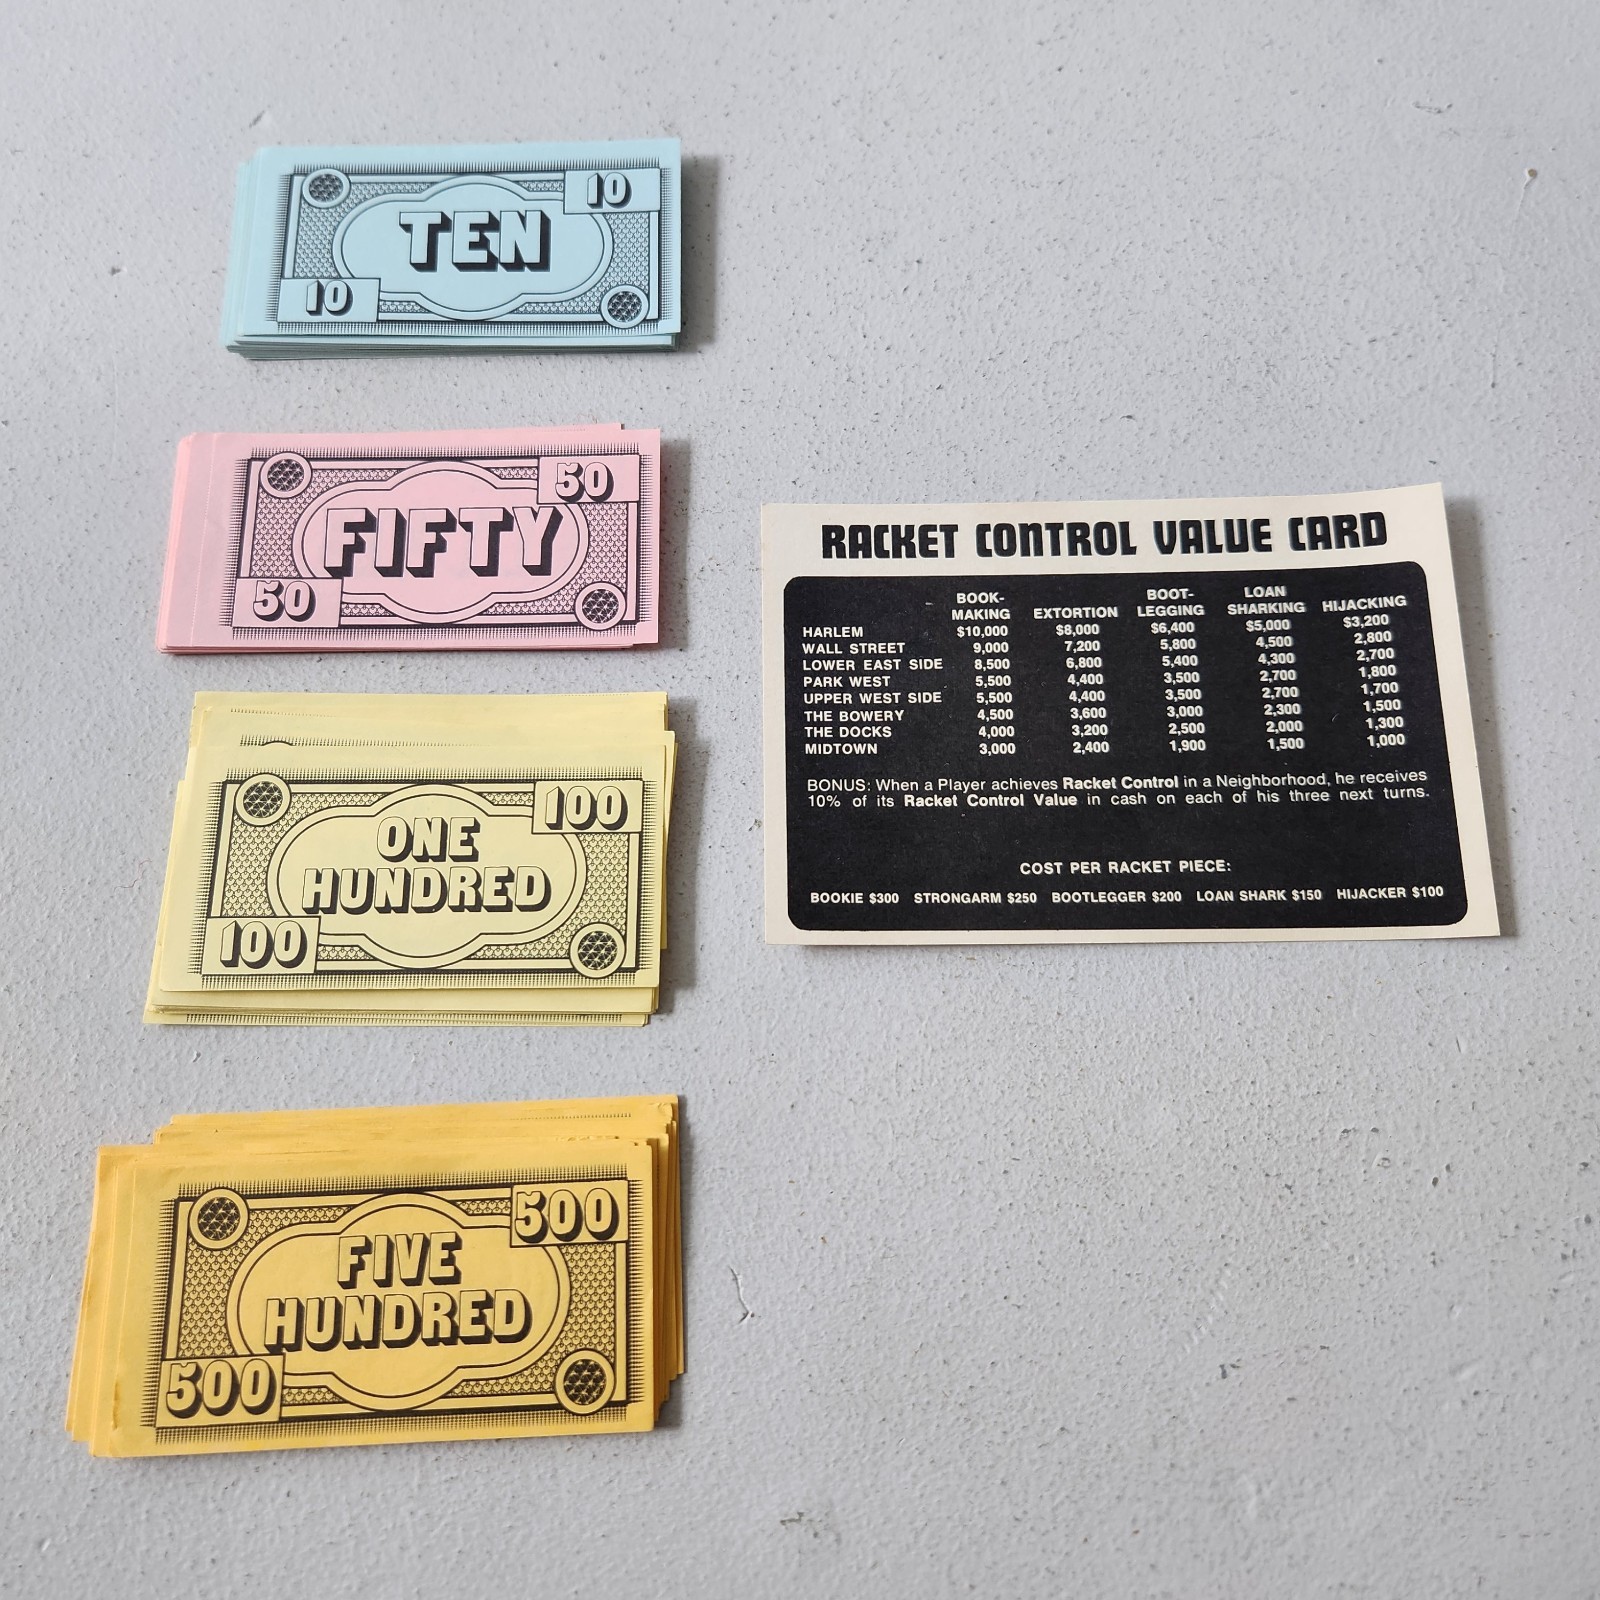 10
TEN
10
50
FIFTY
50
100
ONE
HUNDRED
100
500
FIVE
HUNDRED
500
RACKET CONTROL VALUE CARD
BOOK-MAKING EXTORTION BOOT-LEGGING LOAN SHARKING HIJACKING
HARLEM $10,000 $8,000 $6,400 $5,000 $3,200
WALL STREET 9,000 7,200 5,800 4,500 2,800
LOWER EAST SIDE 8,500 6,800 5,400 4,300 2,700
PARK WEST 5,500 4,400 3,500 2,700 1,800
UPPER WEST SIDE 5,500 4,400 3,500 2,700 1,700
THE BOWERY 4,500 3,600 3,000 2,300 1,500
THE DOCKS 4,000 3,200 2,500 2,000 1,300
MIDTOWN 3,000 2,400 1,900 1,500 1,000
BONUS: When a Player achieves Racket Control in a Neighborhood, he receives
10% of its Racket Control Value in cash on each of his three next turns.
COST PER RACKET PIECE:
BOOKIE $300 STRONGARM $250 BOOTLEGGER $200 LOAN SHARK $150 HIJACKER $100